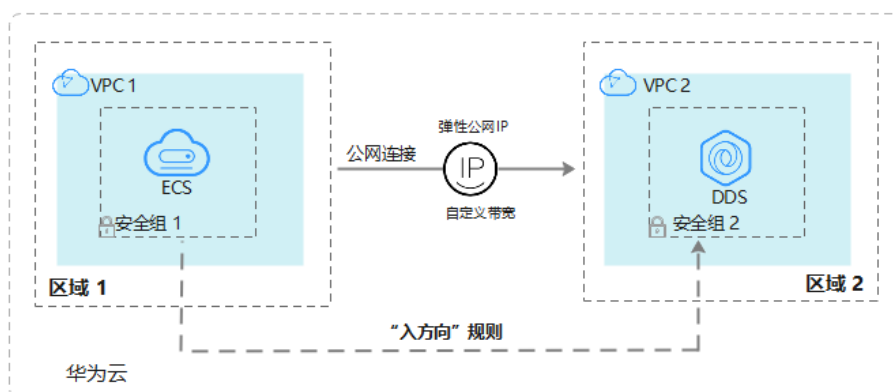 VPC 1
ECS
安全组 1
区域 1
公网连接
弹性公网IP
IP
自定义带宽
VPC 2
DDS
安全组 2
区域 2
“入方向”规则
华为云